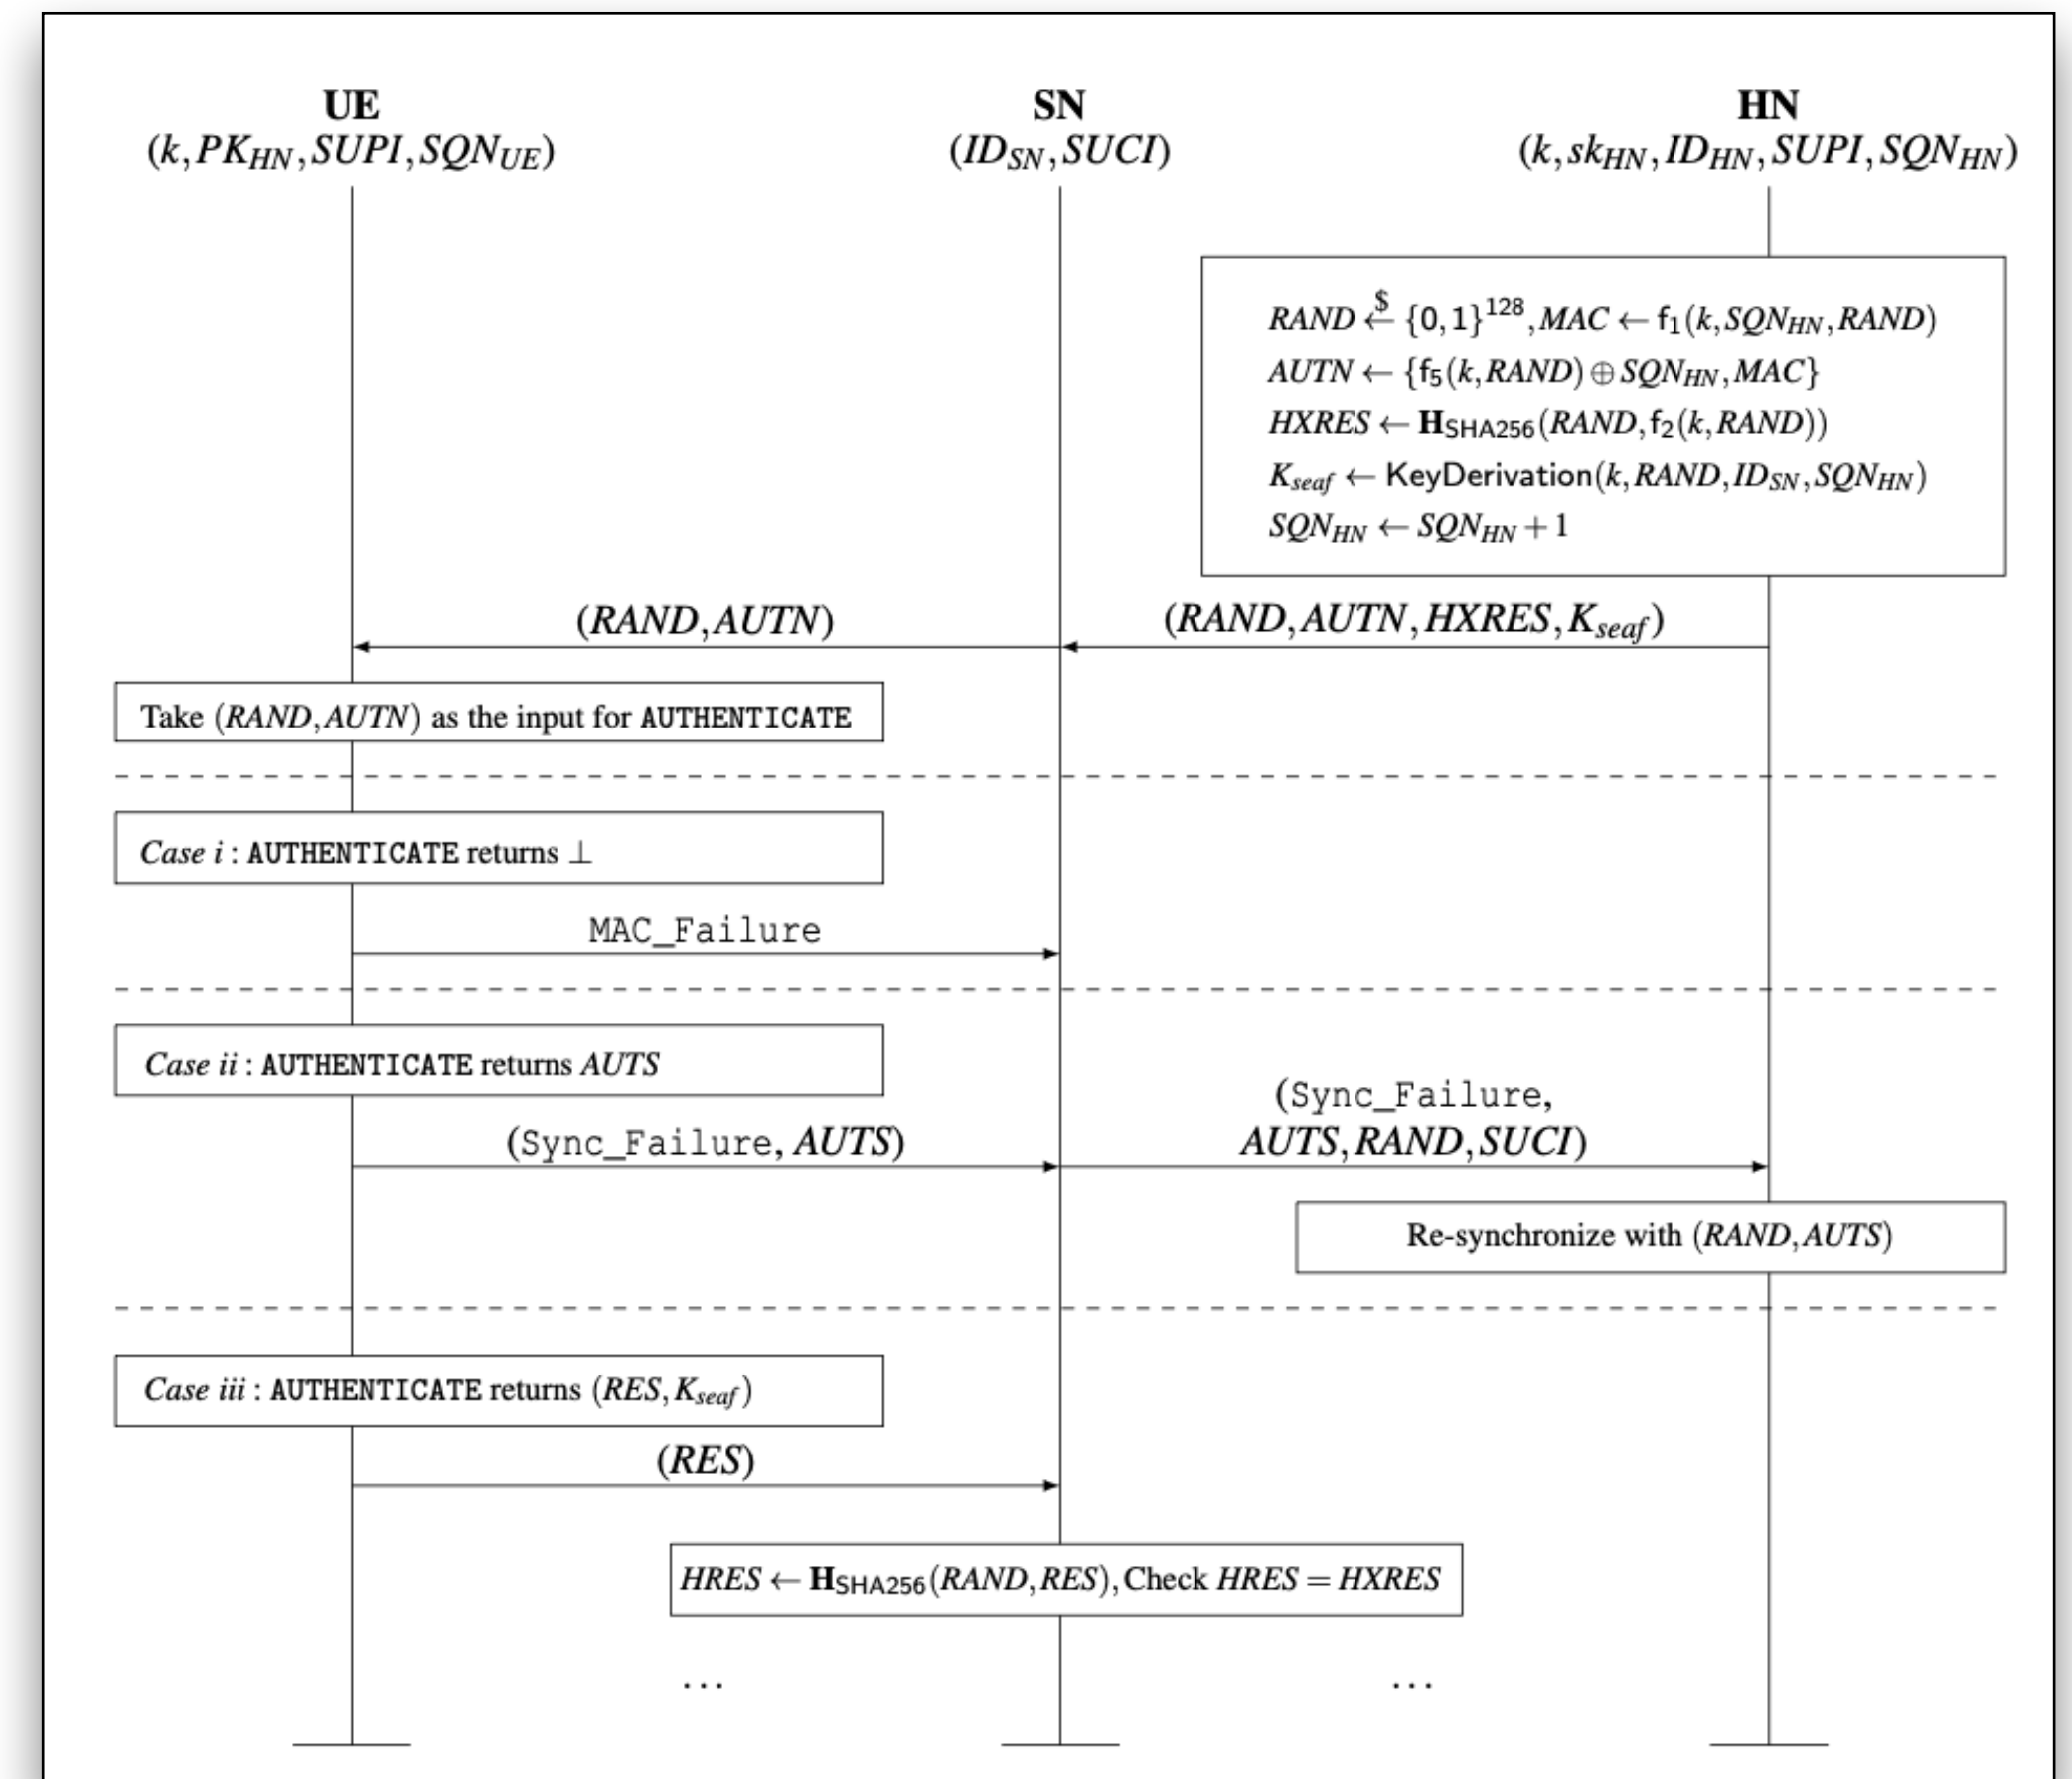 UE
SN
HN
(k, PK_HN, SUPI, SQN_UE)
(ID_SN, SUCI)
(k, sk_HN, ID_HN, SUPI, SQN_HN)
RAND ←$ {0,1}^128, MAC ← f₁(k, SQN_HN, RAND)
AUTN ← {f₅(k, RAND) ⊕ SQN_HN, MAC}
HXRES ← H_SHA256(RAND, f₂(k, RAND))
K_seaf ← KeyDerivation(k, RAND, ID_SN, SQN_HN)
SQN_HN ← SQN_HN + 1
(RAND, AUTN)
(RAND, AUTN, HXRES, K_seaf)
Take (RAND, AUTN) as the input for AUTHENTICATE
Case i : AUTHENTICATE returns ⊥
MAC_Failure
Case ii : AUTHENTICATE returns AUTS
(Sync_Failure, AUTS)
(Sync_Failure,
AUTS, RAND, SUCI)
Re-synchronize with (RAND, AUTS)
Case iii : AUTHENTICATE returns (RES, K_seaf)
(RES)
HRES ← H_SHA256(RAND, RES), Check HRES = HXRES
...
...